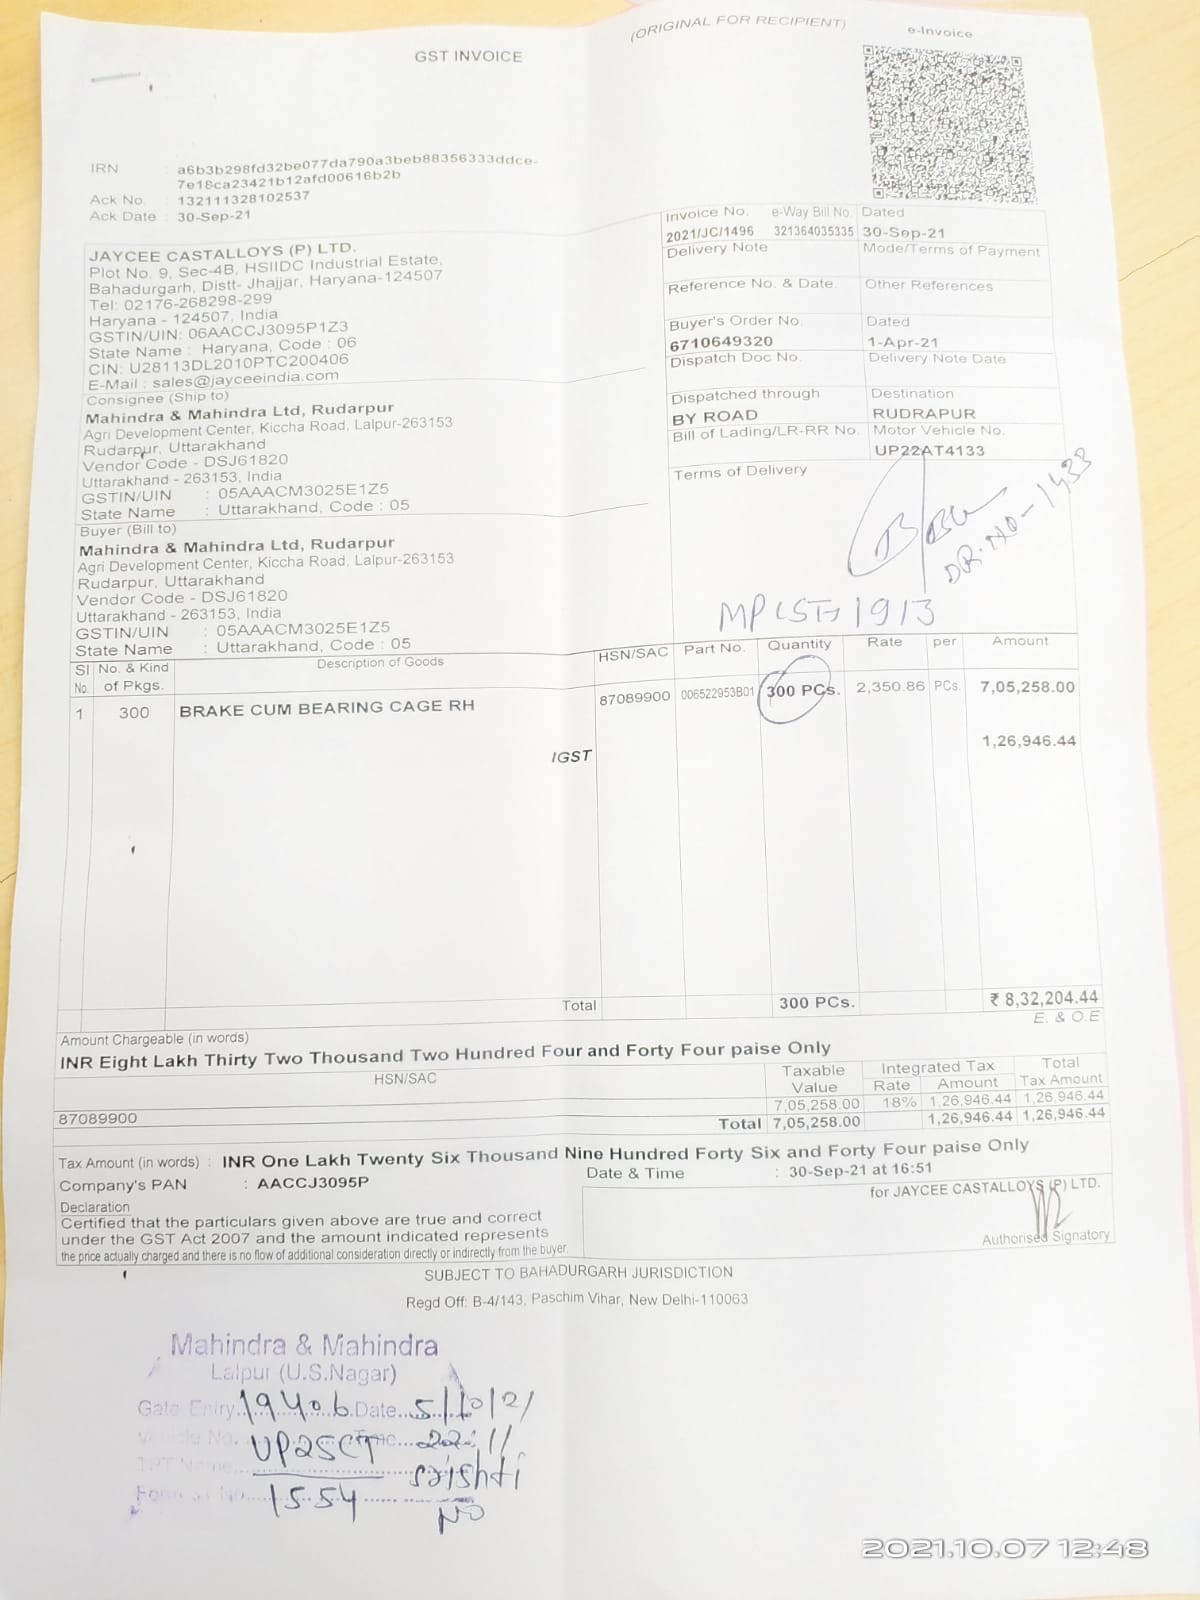 (ORIGINAL FOR RECIPIENT)
e-Invoice
GST INVOICE
IRN : a6b3b298fd32be077da790a3beb88356333ddce-
7e18ca23421b12afd00616b2b
Ack No. : 132111328102537
Ack Date : 30-Sep-21
JAYCEE CASTALLOYS (P) LTD.
Plot No. 9, Sec-4B, HSIIDC Industrial Estate,
Bahadurgarh, Distt- Jhajjar, Haryana-124507
Tel: 02176-268298-299
Haryana - 124507, India
GSTIN/UIN: 06AACCJ3095P1Z3
State Name : Haryana, Code : 06
CIN: U28113DL2010PTC200406
E-Mail : sales@jayceeindia.com
Invoice No. e-Way Bill No. Dated
2021/JC/1496 321364035335 30-Sep-21
Delivery Note Mode/Terms of Payment
Reference No. & Date. Other References
Buyer's Order No. Dated
6710649320 1-Apr-21
Dispatch Doc No. Delivery Note Date
Dispatched through Destination
BY ROAD RUDRAPUR
Bill of Lading/LR-RR No. Motor Vehicle No.
UP22AT4133
Terms of Delivery
DR.NO-1433
Consignee (Ship to)
Mahindra & Mahindra Ltd, Rudarpur
Agri Development Center, Kiccha Road, Lalpur-263153
Rudarpur, Uttarakhand
Vendor Code - DSJ61820
Uttarakhand - 263153, India
GSTIN/UIN : 05AAACM3025E1Z5
State Name : Uttarakhand, Code : 05
Buyer (Bill to)
Mahindra & Mahindra Ltd, Rudarpur
Agri Development Center, Kiccha Road, Lalpur-263153
Rudarpur, Uttarakhand
Vendor Code - DSJ61820
Uttarakhand - 263153, India
GSTIN/UIN : 05AAACM3025E1Z5
State Name : Uttarakhand, Code : 05
Sl No. No. & Kind of Pkgs. Description of Goods HSN/SAC Part No. Quantity Rate per Amount
1 300 BRAKE CUM BEARING CAGE RH 87089900 006522953B01 300 PCs. 2,350.86 PCs. 7,05,258.00
IGST 1,26,946.44
Total 300 PCs. ₹ 8,32,204.44
E. & O.E
Amount Chargeable (in words)
INR Eight Lakh Thirty Two Thousand Two Hundred Four and Forty Four paise Only
HSN/SAC Taxable Value Integrated Tax Rate Amount Total Tax Amount
87089900 7,05,258.00 18% 1,26,946.44 1,26,946.44
Total 7,05,258.00 1,26,946.44 1,26,946.44
Tax Amount (in words) : INR One Lakh Twenty Six Thousand Nine Hundred Forty Six and Forty Four paise Only
Company's PAN : AACCJ3095P
Date & Time : 30-Sep-21 at 16:51
Declaration
Certified that the particulars given above are true and correct
under the GST Act 2007 and the amount indicated represents
the price actually charged and there is no flow of additional consideration directly or indirectly from the buyer.
for JAYCEE CASTALLOYS (P) LTD.
Authorised Signatory
SUBJECT TO BAHADURGARH JURISDICTION
Regd Off: B-4/143, Paschim Vihar, New Delhi-110063
Mahindra & Mahindra
Lalpur (U.S.Nagar)
Gate Entry 19406 Date 5/10/21
Vehicle No. UP25CT
srishti
1554 NO
2021.10.07 12:48